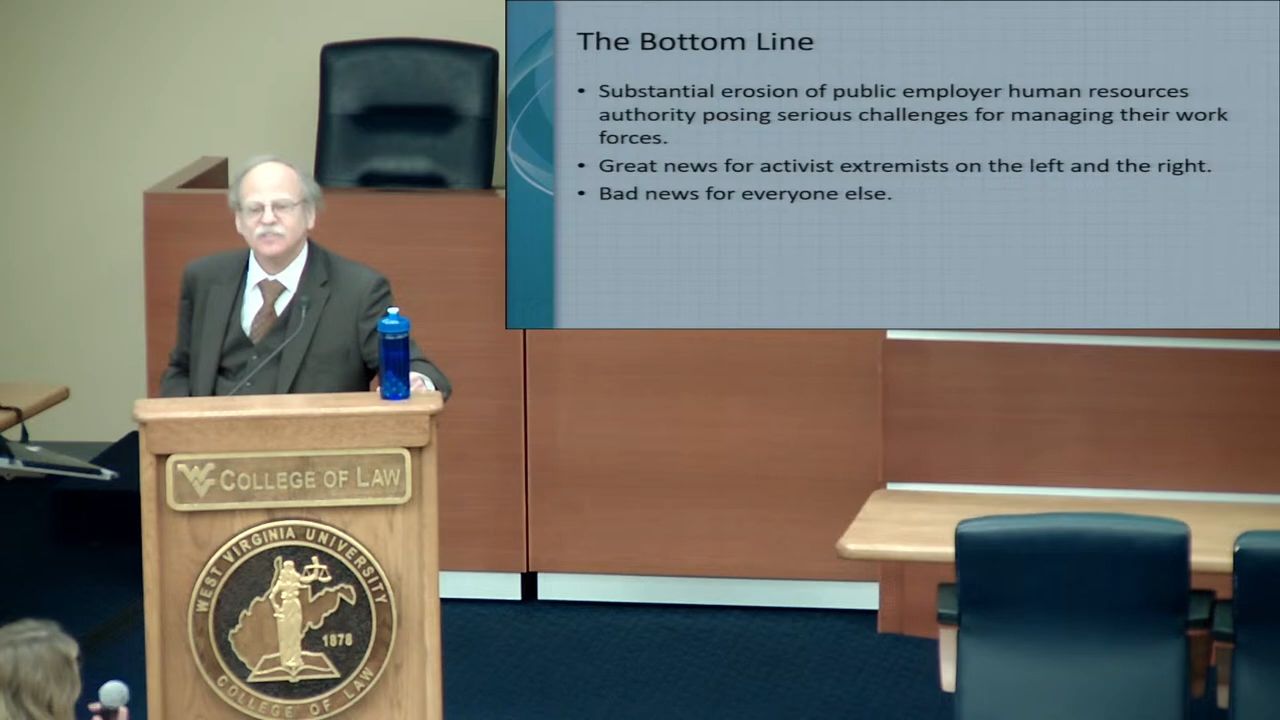 The Bottom Line
• Substantial erosion of public employer human resources
authority posing serious challenges for managing their work
forces.
• Great news for activist extremists on the left and the right.
• Bad news for everyone else.
WV COLLEGE OF LAW
WEST VIRGINIA UNIVERSITY
1878
COLLEGE OF LAW